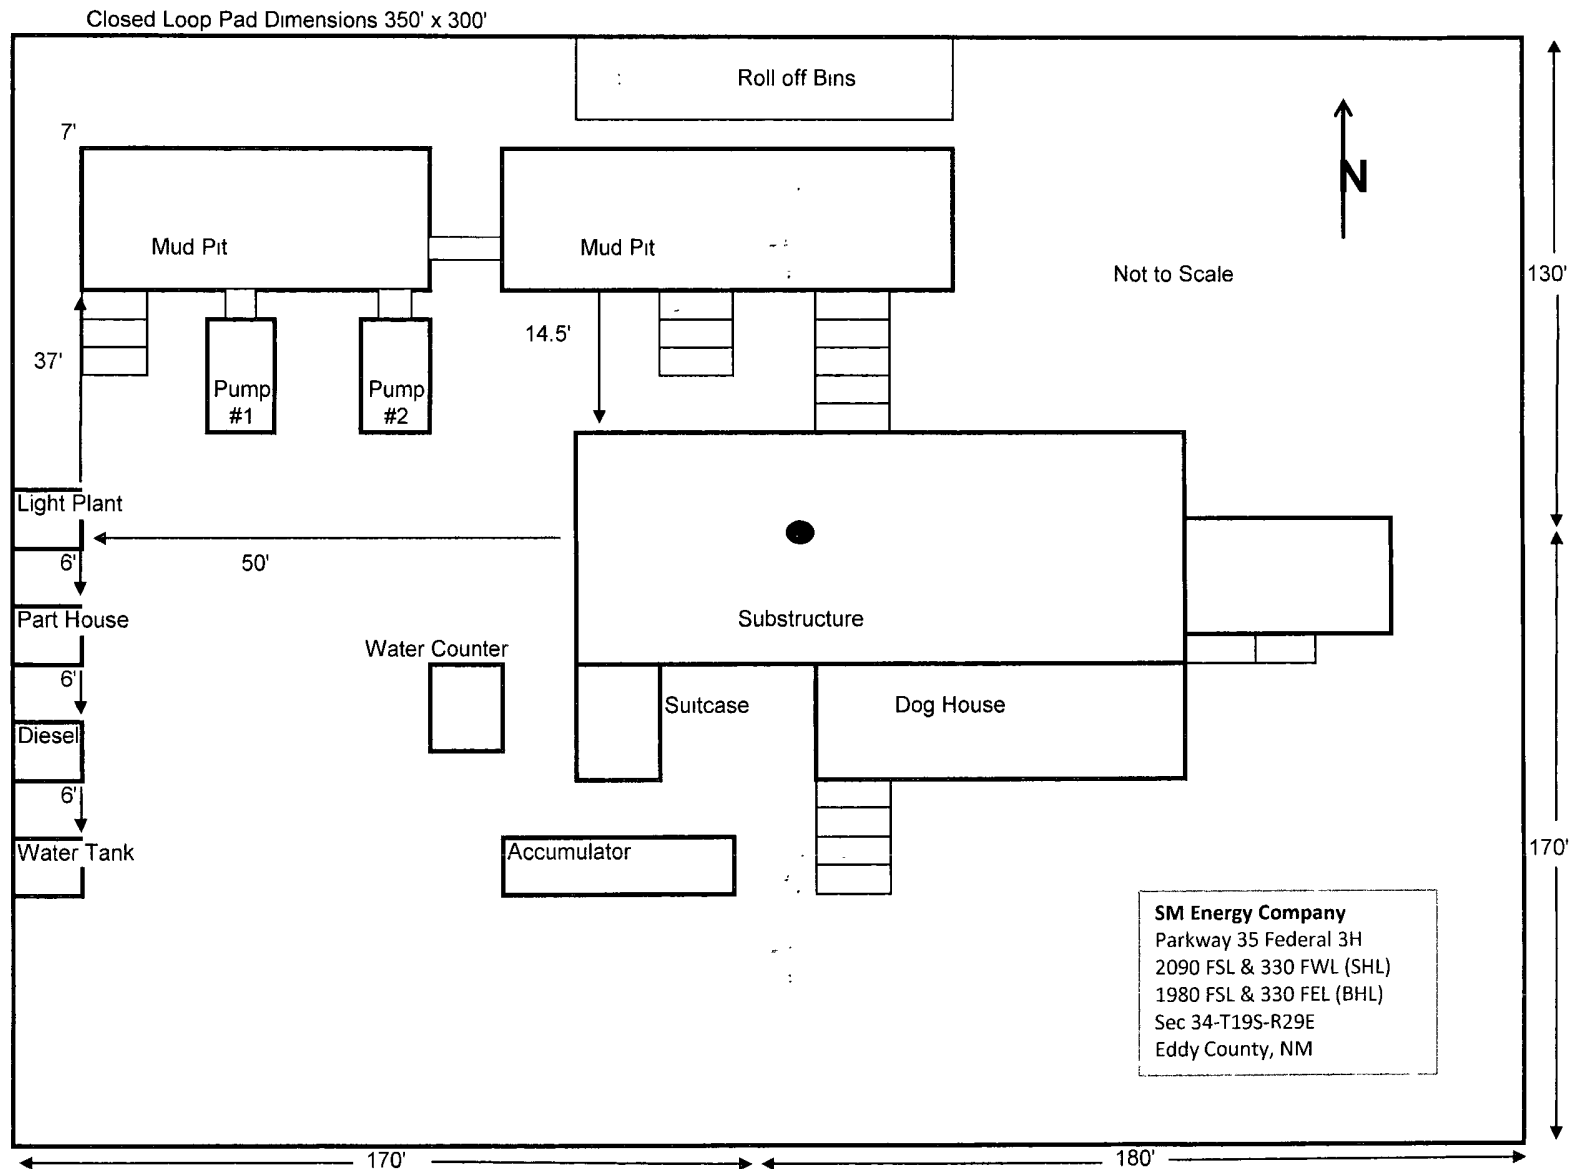 Closed Loop Pad Dimensions 350' x 300'
Roll off Bins
7'
N
Mud Pit
Mud Pit
Not to Scale
130'
14.5'
37'
Pump
#1
Pump
#2
Light Plant
50'
6'
Part House
Substructure
Water Counter
6'
Suitcase
Dog House
Diesel
6'
Water Tank
Accumulator
170'
SM Energy Company
Parkway 35 Federal 3H
2090 FSL & 330 FWL (SHL)
1980 FSL & 330 FEL (BHL)
Sec 34-T19S-R29E
Eddy County, NM
170'
180'